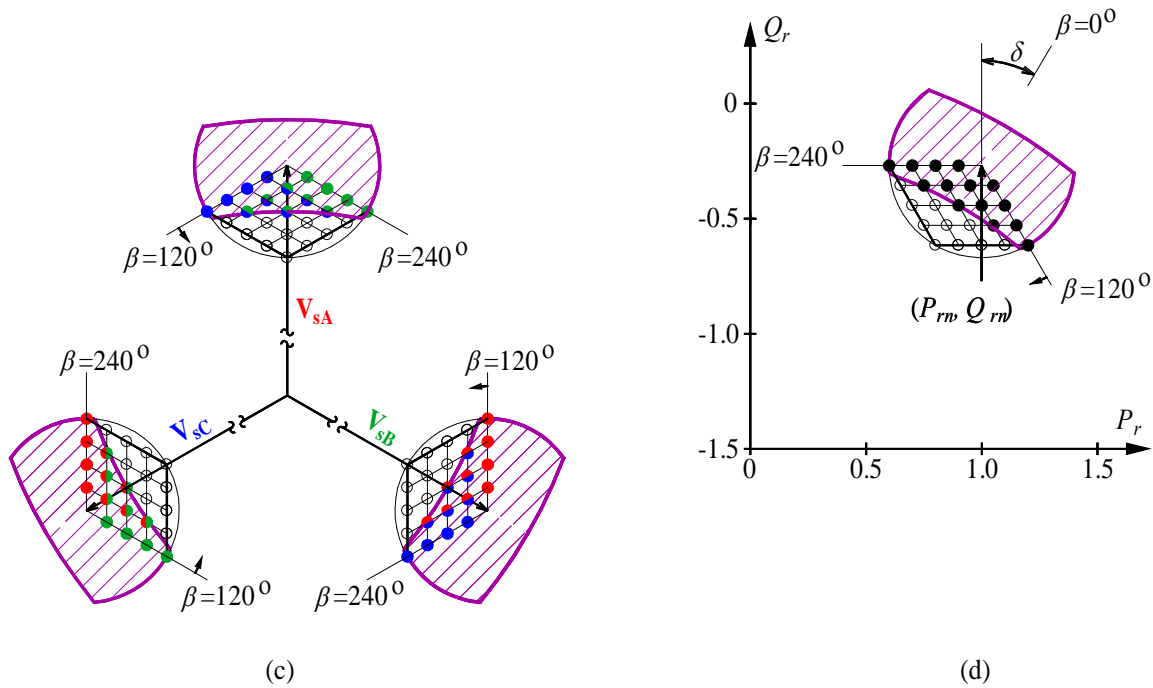 β=120°
β=240°
V_sA
β=240°
β=120°
V_sC
V_sB
β=120°
β=240°
(c)
Q_r
β=0°
δ
0
β=240°
-0.5
β=120°
(P_rn, Q_rn)
-1.0
P_r
-1.5
0
0.5
1.0
1.5
(d)